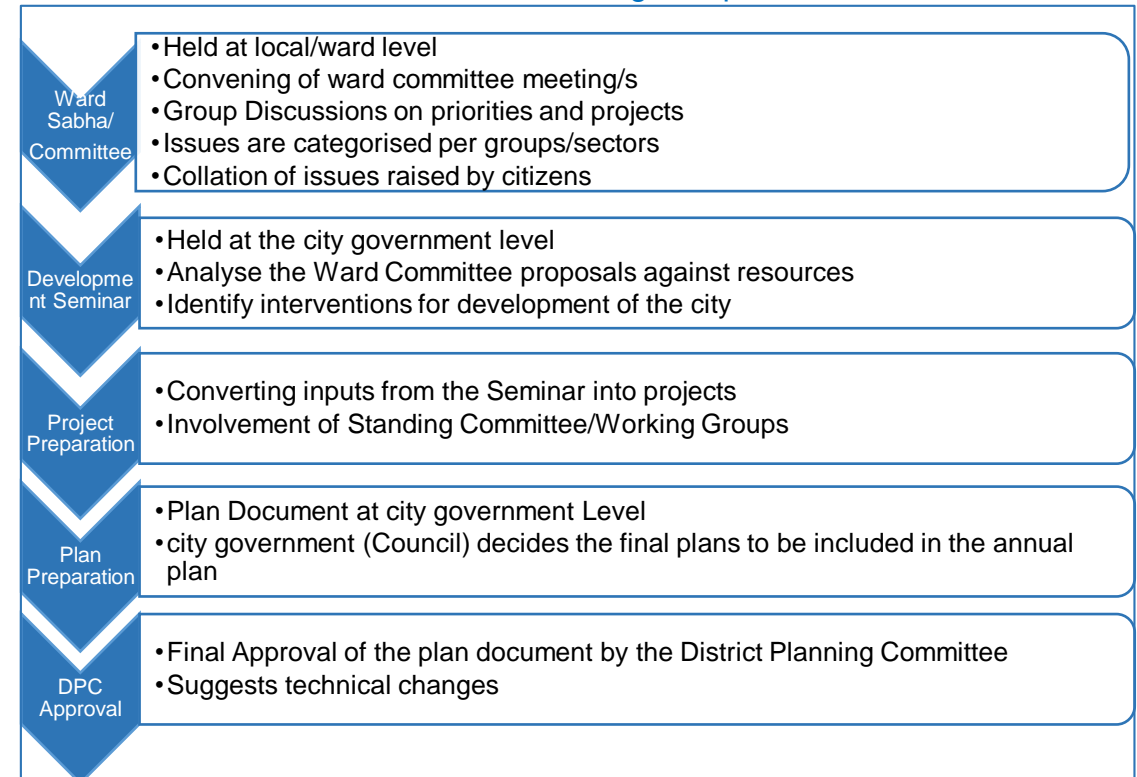 Ward
Sabha/
Committee
•Held at local/ward level
•Convening of ward committee meeting/s
•Group Discussions on priorities and projects
•Issues are categorised per groups/sectors
•Collation of issues raised by citizens
Developme
nt Seminar
•Held at the city government level
•Analyse the Ward Committee proposals against resources
•Identify interventions for development of the city
Project
Preparation
•Converting inputs from the Seminar into projects
•Involvement of Standing Committee/Working Groups
Plan
Preparation
•Plan Document at city government Level
•city government (Council) decides the final plans to be included in the annual
plan
DPC
Approval
•Final Approval of the plan document by the District Planning Committee
•Suggests technical changes